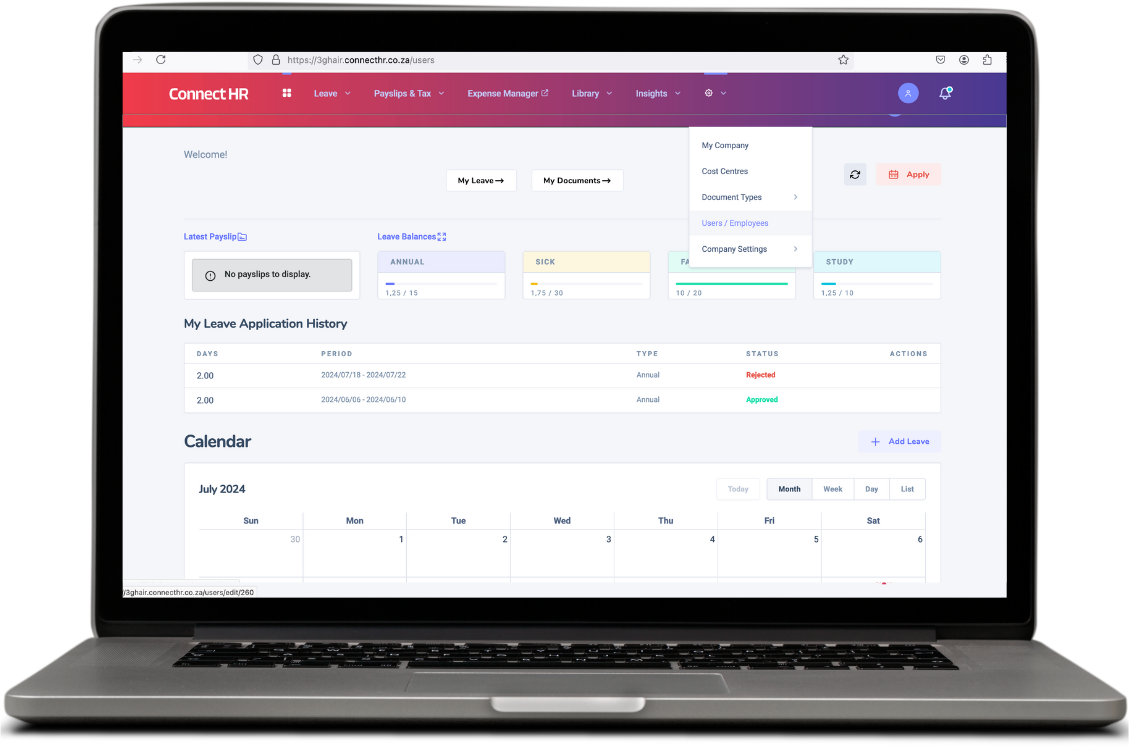 https://3ghair.connecthr.co.za/users
Connect HR
Leave
Payslips & Tax
Expense Manager
Library
Insights
Welcome!
My Leave→
My Documents→
My Company
Cost Centres
Document Types
Users / Employees
Company Settings
Apply
Latest Payslip
Leave Balances
No payslips to display.
ANNUAL
1,25 / 15
SICK
1,75 / 30
FA
10 / 20
STUDY
1,25 / 10
My Leave Application History
DAYS PERIOD TYPE STATUS ACTIONS
2.00 2024/07/18 - 2024/07/22 Annual Rejected
2.00 2024/06/06 - 2024/06/10 Annual Approved
Calendar
+ Add Leave
July 2024
Today Month Week Day List
Sun Mon Tue Wed Thu Fri Sat
30 1 2 3 4 5 6
/3ghair.connecthr.co.za/users/edit/260